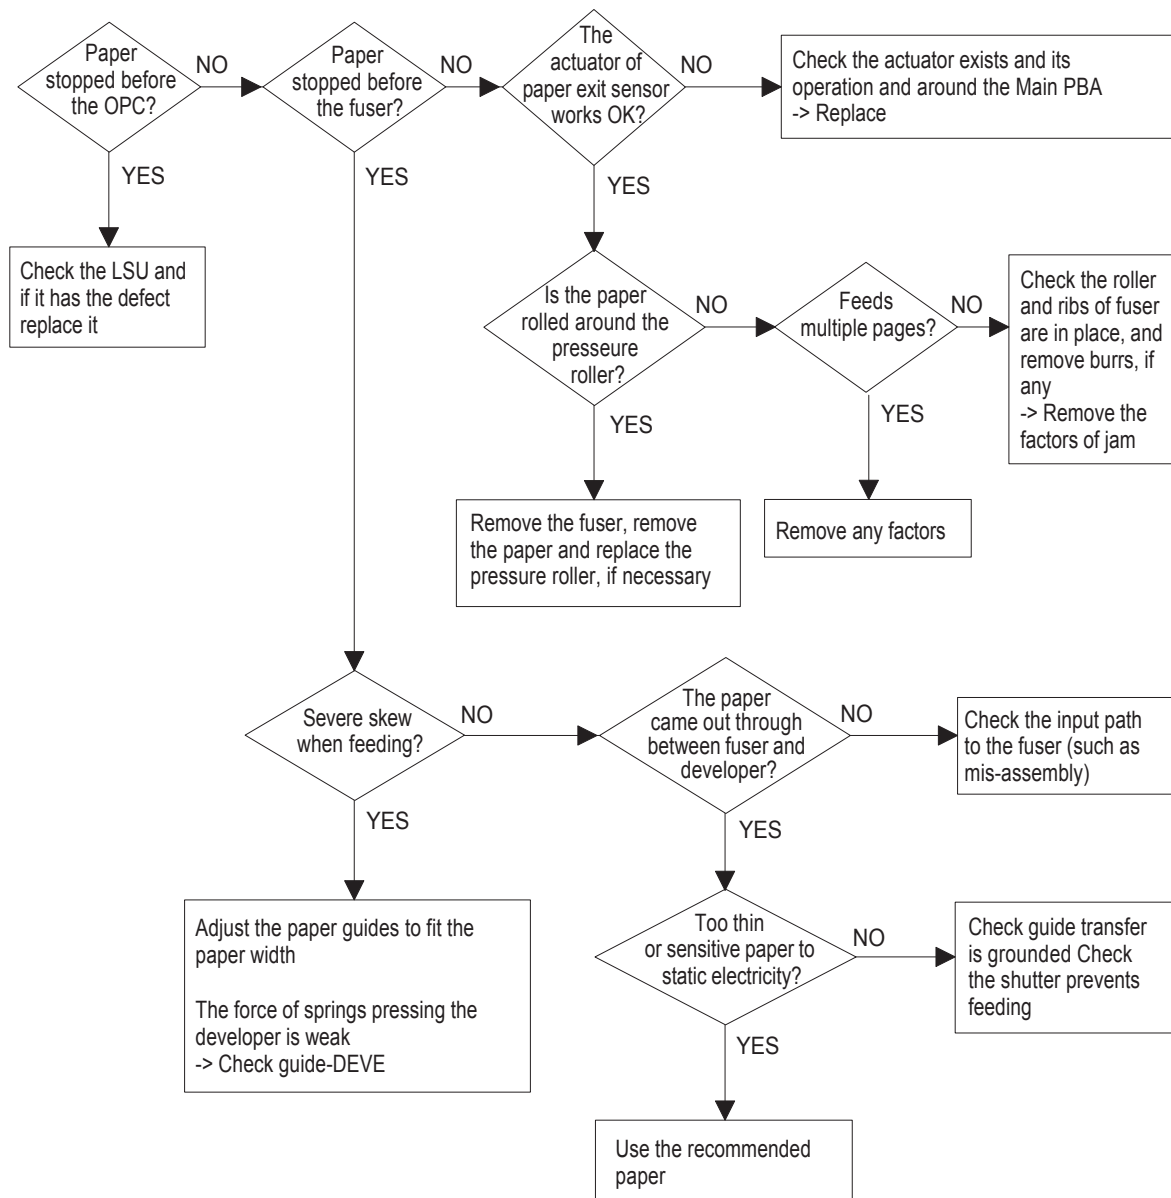 Paper
stopped before
the OPC?
NO
Paper
stopped before
the fuser?
NO
The
actuator of
paper exit sensor
works OK?
NO
Check the actuator exists and its
operation and around the Main PBA
-> Replace
YES
YES
YES
Check the LSU and
if it has the defect
replace it
Is the paper
rolled around the
preseure
roller?
NO
Feeds
multiple pages?
NO
Check the roller
and ribs of fuser
are in place, and
remove burrs, if
any
-> Remove the
factors of jam
YES
YES
Remove the fuser, remove
the paper and replace the
pressure roller, if necessary
Remove any factors
Severe skew
when feeding?
NO
The paper
came out through
between fuser and
developer?
NO
Check the input path
to the fuser (such as
mis-assembly)
YES
YES
Adjust the paper guides to fit the
paper width
The force of springs pressing the
developer is weak
-> Check guide-DEVE
Too thin
or sensitive paper to
static electricity?
NO
Check guide transfer
is grounded Check
the shutter prevents
feeding
YES
Use the recommended
paper